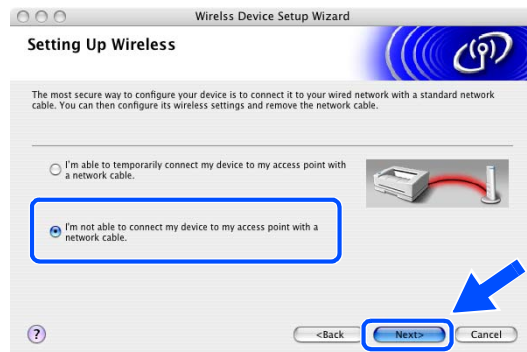 Wirelss Device Setup Wizard
Setting Up Wireless
The most secure way to configure your device is to connect it to your wired network with a standard network
cable. You can then configure its wireless settings and remove the network cable.
I'm able to temporarily connect my device to my access point with
a network cable.
I'm not able to connect my device to my access point with a
network cable.
?
<Back
Next>
Cancel